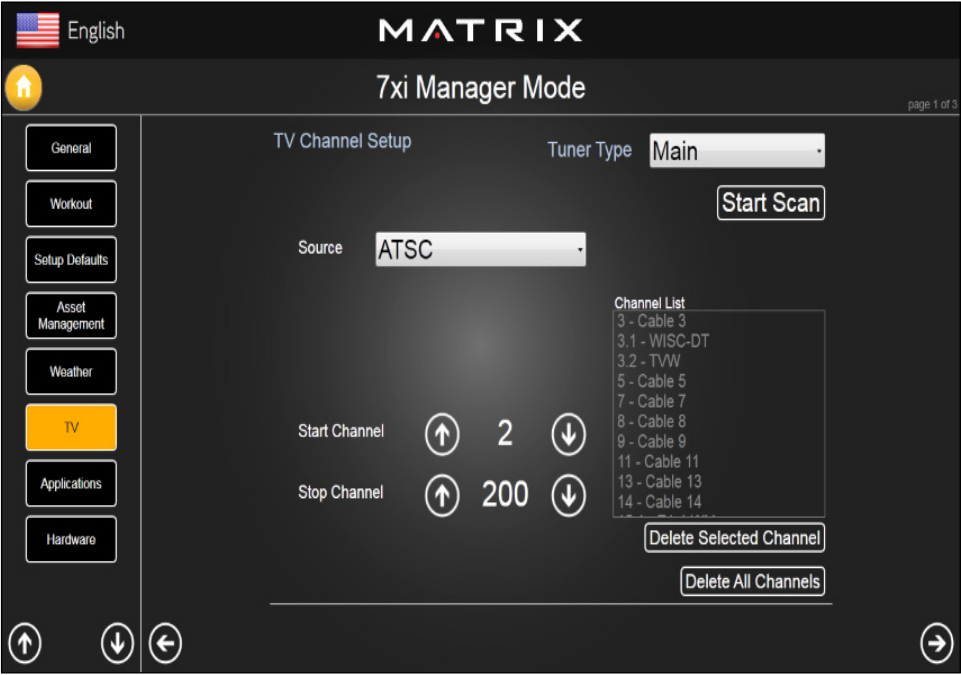 English
MATRIX
7xi Manager Mode
page 1 of 3
General
Workout
Setup Defaults
Asset
Management
Weather
TV
Applications
Hardware
TV Channel Setup
Tuner Type
Main
Start Scan
Source
ATSC
Channel List
3 - Cable 3
3.1 - WISC-DT
3.2 - TVW
5 - Cable 5
7 - Cable 7
8 - Cable 8
9 - Cable 9
11 - Cable 11
13 - Cable 13
14 - Cable 14
Start Channel
2
Stop Channel
200
Delete Selected Channel
Delete All Channels